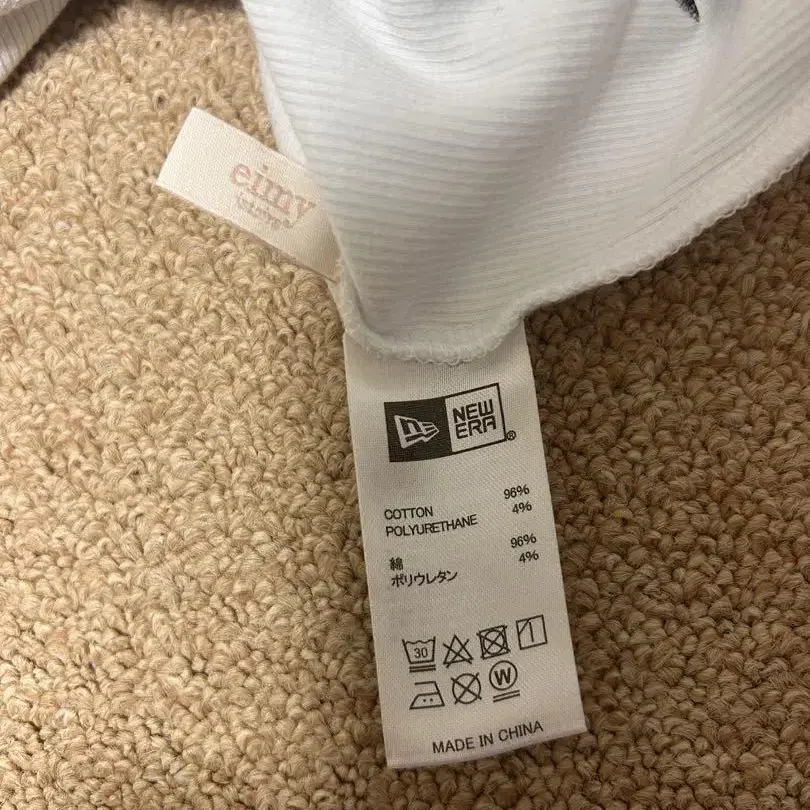 eimy
istoire
NEW
ERA
®
COTTON 96%
POLYURETHANE 4%
綿 96%
ポリウレタン 4%
30
W
MADE IN CHINA